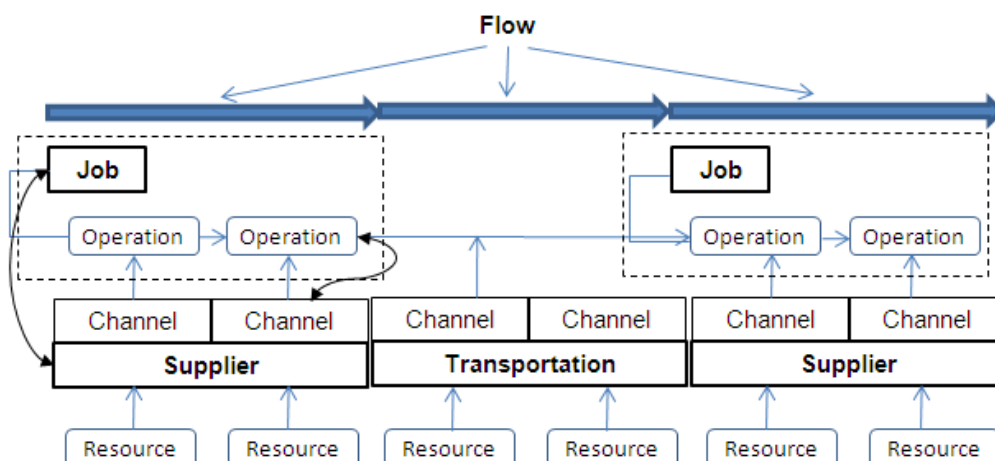 Flow
Job
Job
Operation
Operation
Operation
Operation
Channel
Channel
Channel
Channel
Channel
Channel
Supplier
Transportation
Supplier
Resource
Resource
Resource
Resource
Resource
Resource